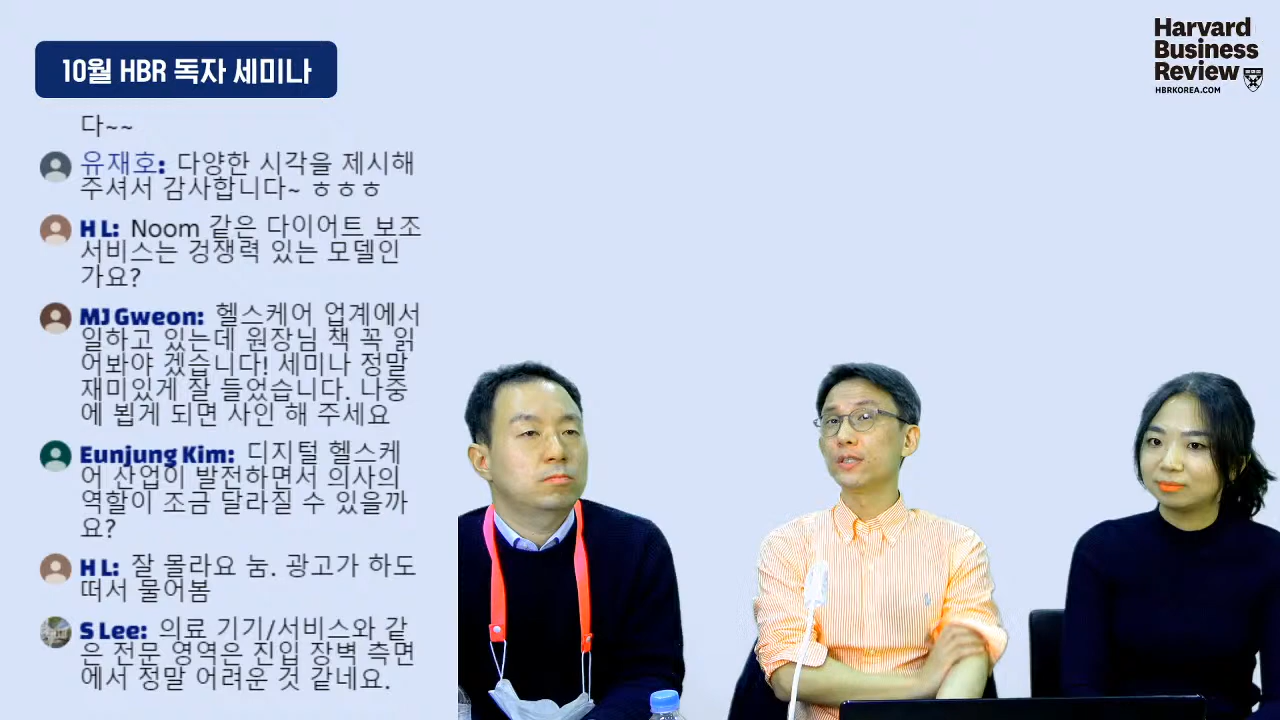 10월 HBR 독자 세미나
Harvard
Business
Review
HBRKOREA.COM
다~~
유재호: 다양한 시각을 제시해
주셔서 감사합니다~ ㅎㅎㅎ
H L: Noom 같은 다이어트 보조
서비스는 경쟁력 있는 모델인
가요?
MJ Gweon: 헬스케어 업계에서
일하고 있는데 원장님 책 꼭 읽
어봐야 겠습니다! 세미나 정말
재미있게 잘 들었습니다. 나중
에 뵙게 되면 사인 해 주세요
Eunjung Kim: 디지털 헬스케
어 산업이 발전하면서 의사의
역할이 조금 달라질 수 있을까
요?
H L: 잘 몰라요 눔. 광고가 하도
떠서 물어봄
S Lee: 의료 기기/서비스와 같
은 전문 영역은 진입 장벽 측면
에서 정말 어려운 것 같네요.